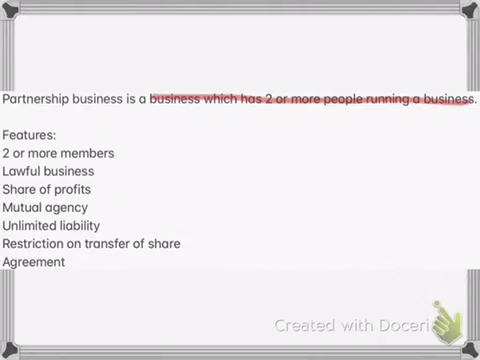 Partnership business is a business which has 2 or more people running a business.
Features:
2 or more members
Lawful business
Share of profits
Mutual agency
Unlimited liability
Restriction on transfer of share
Agreement
Created with Doceri